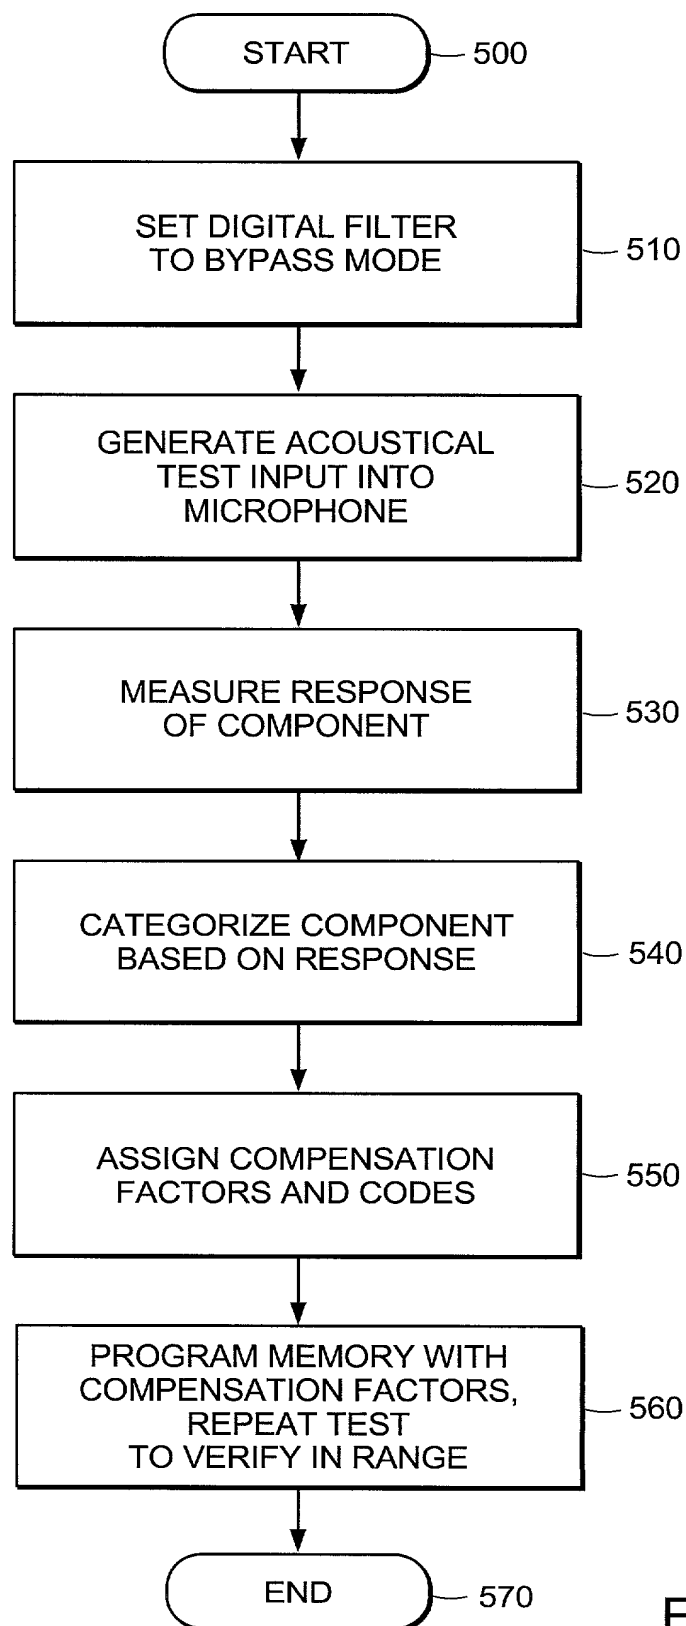 START
500
SET DIGITAL FILTER
TO BYPASS MODE
510
GENERATE ACOUSTICAL
TEST INPUT INTO
MICROPHONE
520
MEASURE RESPONSE
OF COMPONENT
530
CATEGORIZE COMPONENT
BASED ON RESPONSE
540
ASSIGN COMPENSATION
FACTORS AND CODES
550
PROGRAM MEMORY WITH
COMPENSATION FACTORS,
REPEAT TEST
TO VERIFY IN RANGE
560
END
570